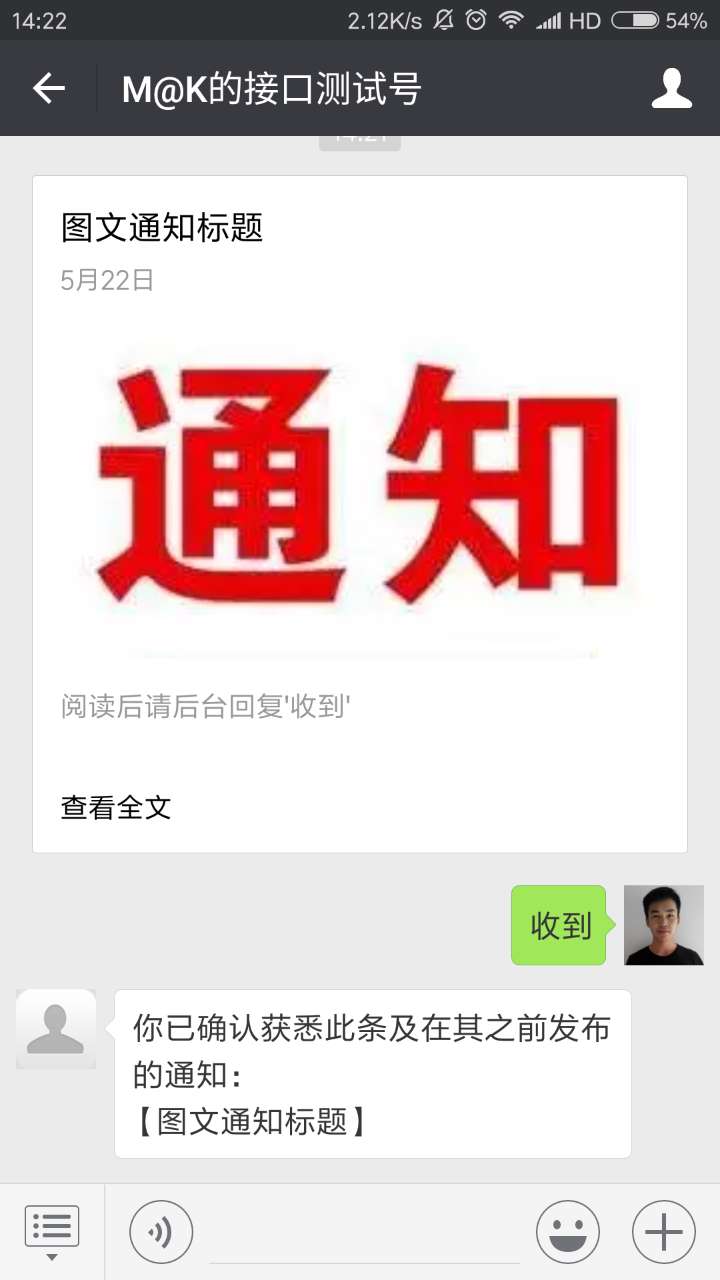 14:22
2.12K/s
HD
54%
M@K的接口测试号
图文通知标题
5月22日
通知
阅读后请后台回复'收到'
查看全文
收到
你已确认获悉此条及在其之前发布
的通知：
【图文通知标题】